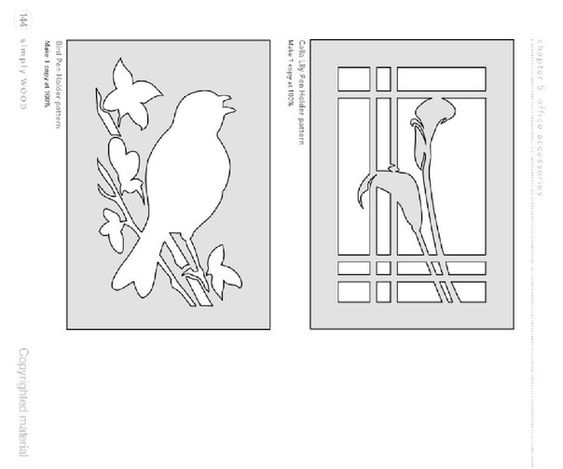 144 simply WOOD
Bird Pen Holder pattern
Make 1 copy at 100%
Calla Lily Pen Holder pattern
Make 1 copy at 100%
chapter 5: office accessories
Copyrighted material